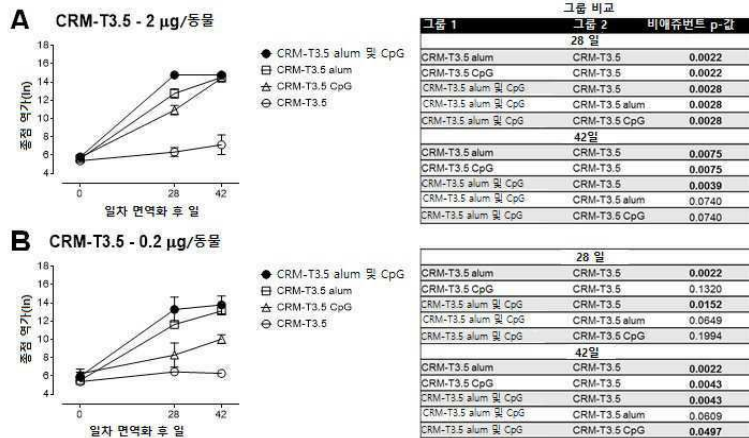 A CRM-T3.5 - 2 μg/동물
종점 역가(ln)
18
16
14
12
10
8
6
4
0 28 42
일차 면역화 후 일
CRM-T3.5 alum 및 CpG
CRM-T3.5 alum
CRM-T3.5 CpG
CRM-T3.5
그룹 비교
그룹 1 그룹 2 비애쥬번트 p-값
28 일
CRM-T3.5 alum CRM-T3.5 0.0022
CRM-T3.5 CpG CRM-T3.5 0.0022
CRM-T3.5 alum 및 CpG CRM-T3.5 0.0028
CRM-T3.5 alum 및 CpG CRM-T3.5 alum 0.0028
CRM-T3.5 alum 및 CpG CRM-T3.5 CpG 0.0028
42일
CRM-T3.5 alum CRM-T3.5 0.0075
CRM-T3.5 CpG CRM-T3.5 0.0075
CRM-T3.5 alum 및 CpG CRM-T3.5 0.0039
CRM-T3.5 alum 및 CpG CRM-T3.5 alum 0.0740
CRM-T3.5 alum 및 CpG CRM-T3.5 CpG 0.0740
B CRM-T3.5 - 0.2 μg/동물
종점 역가(ln)
18
16
14
12
10
8
6
4
0 28 42
일차 면역화 후 일
CRM-T3.5 alum 및 CpG
CRM-T3.5 alum
CRM-T3.5 CpG
CRM-T3.5
28 일
CRM-T3.5 alum CRM-T3.5 0.0022
CRM-T3.5 CpG CRM-T3.5 0.1320
CRM-T3.5 alum 및 CpG CRM-T3.5 0.0152
CRM-T3.5 alum 및 CpG CRM-T3.5 alum 0.0649
CRM-T3.5 alum 및 CpG CRM-T3.5 CpG 0.1994
42일
CRM-T3.5 alum CRM-T3.5 0.0022
CRM-T3.5 CpG CRM-T3.5 0.0043
CRM-T3.5 alum 및 CpG CRM-T3.5 0.0043
CRM-T3.5 alum 및 CpG CRM-T3.5 alum 0.0609
CRM-T3.5 alum 및 CpG CRM-T3.5 CpG 0.0497